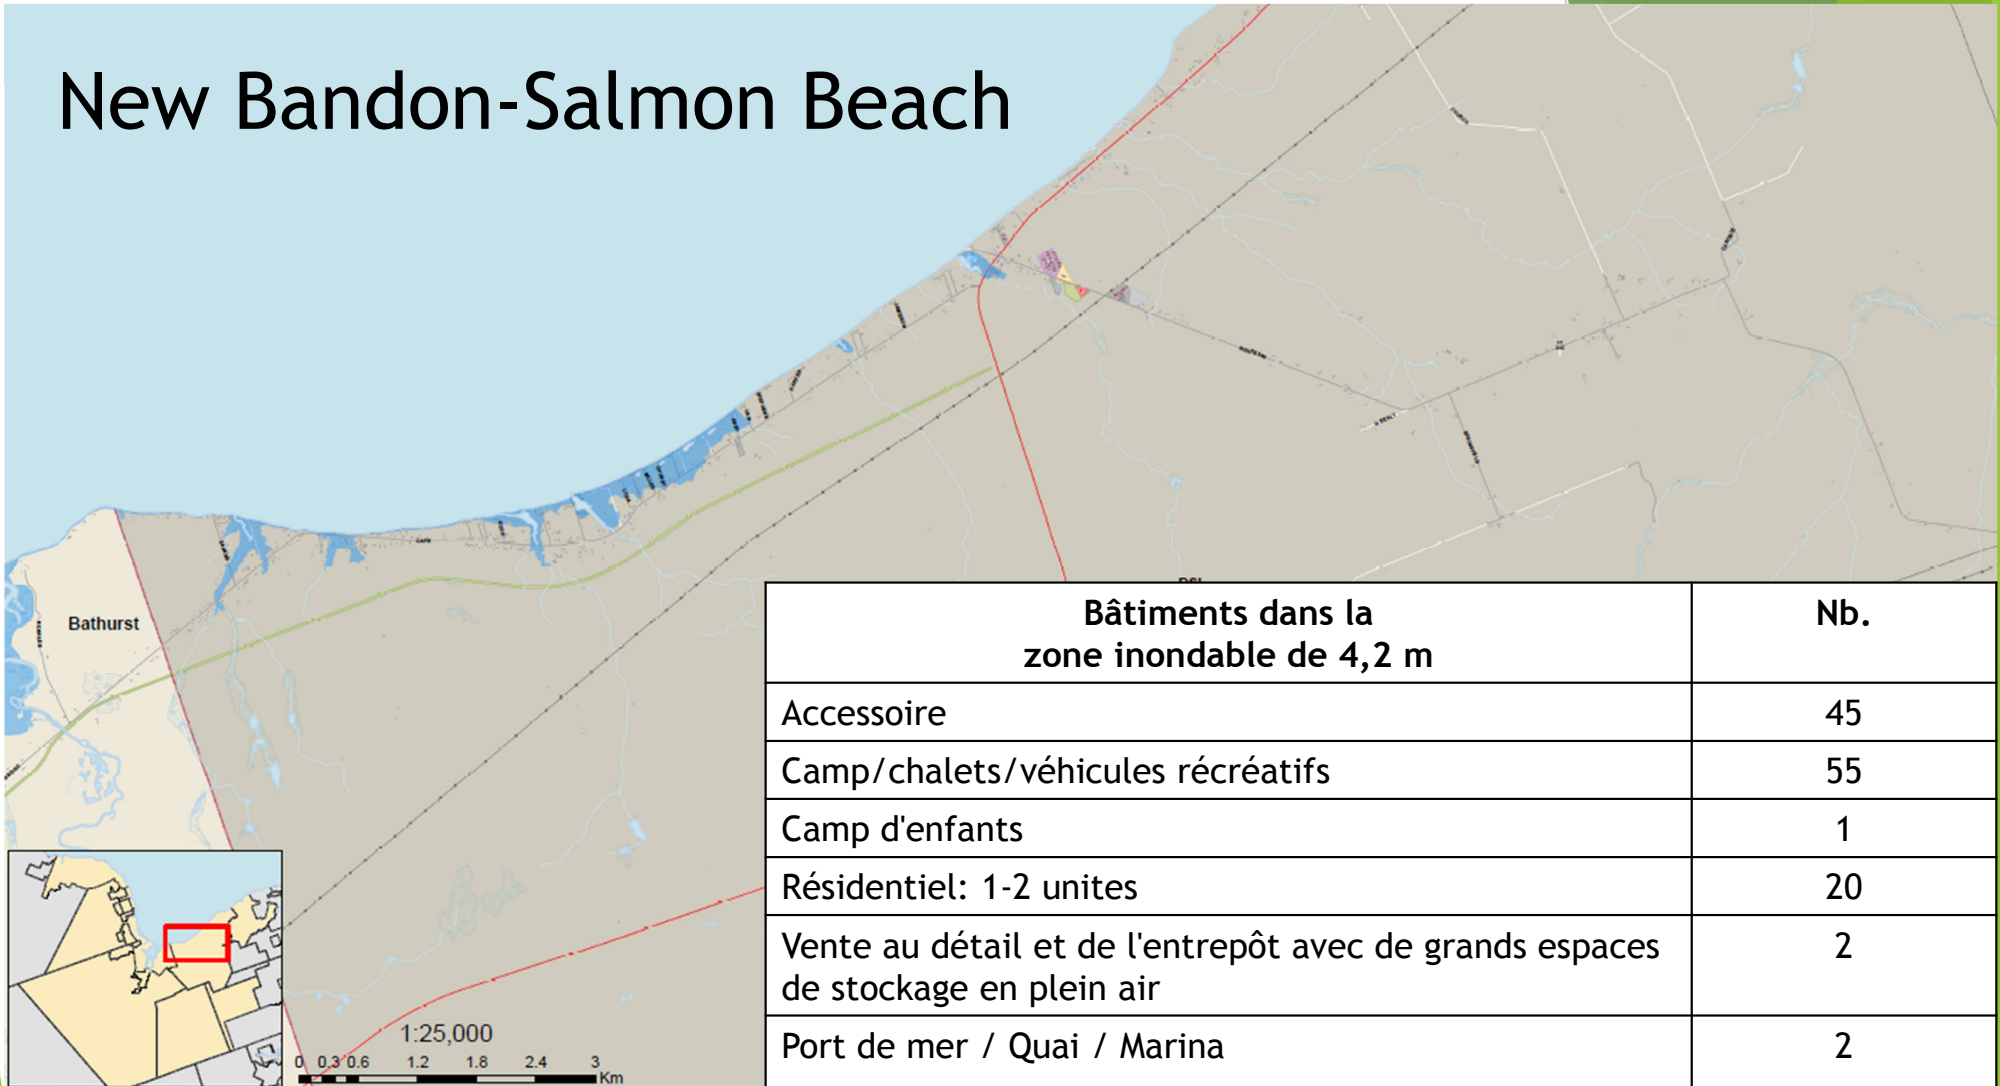 New Bandon-Salmon Beach
Bathurst
Bâtiments dans la
zone inondable de 4,2 m
Nb.
Accessoire
45
Camp/chalets/véhicules récréatifs
55
Camp d'enfants
1
Résidentiel: 1-2 unites
20
Vente au détail et de l'entrepôt avec de grands espaces
de stockage en plein air
2
Port de mer / Quai / Marina
2
1:25,000
0 0.3 0.6 1.2 1.8 2.4 3
Km